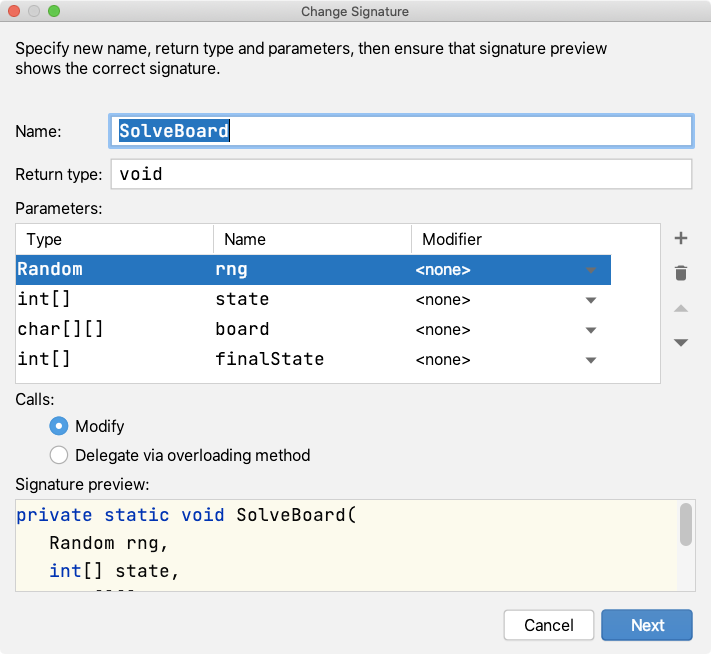 Change Signature
Specify new name, return type and parameters, then ensure that signature preview
shows the correct signature.
Name: SolveBoard
Return type: void
Parameters:
Type Name Modifier
Random rng <none>
int[] state <none>
char[][] board <none>
int[] finalState <none>
Calls:
Modify
Delegate via overloading method
Signature preview:
private static void SolveBoard(
Random rng,
int[] state,
Cancel Next